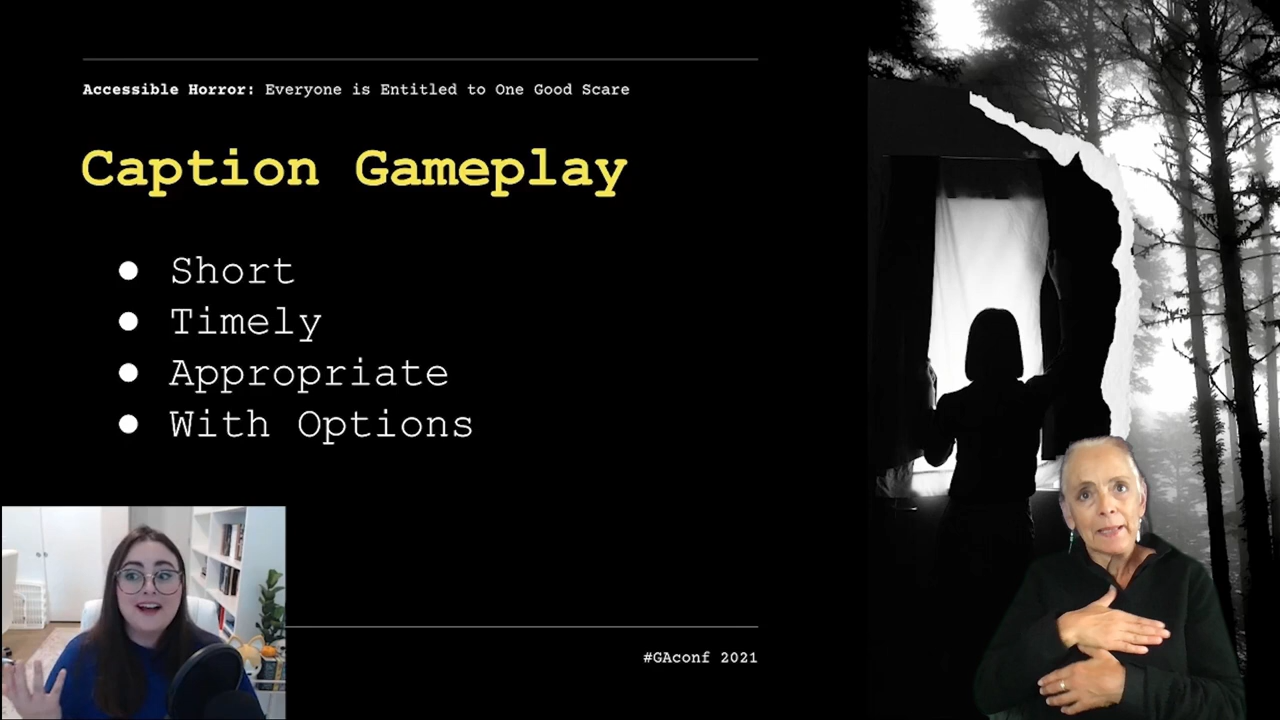 Accessible Horror: Everyone is Entitled to One Good Scare
Caption Gameplay
● Short
● Timely
● Appropriate
● With Options
#GAconf 2021